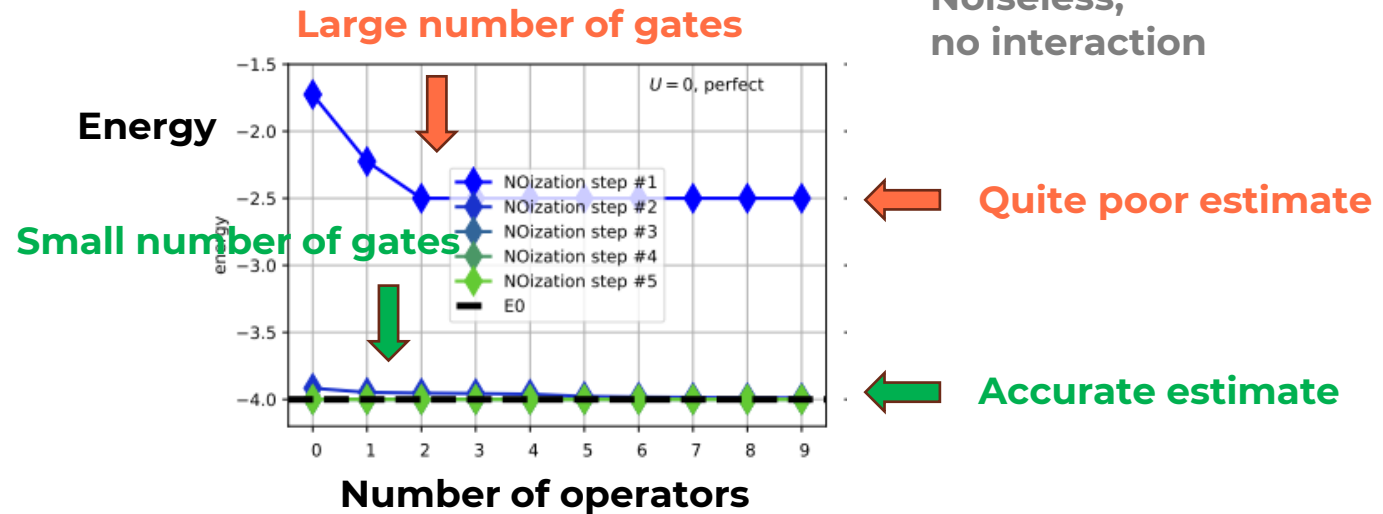 Noiseless,
no interaction
Large number of gates
Energy
Small number of gates
energy
−1.5
−2.0
−2.5
−3.0
−3.5
−4.0
U = 0, perfect
NOization step #1
NOization step #2
NOization step #3
NOization step #4
NOization step #5
E0
Quite poor estimate
Accurate estimate
0 1 2 3 4 5 6 7 8 9
Number of operators